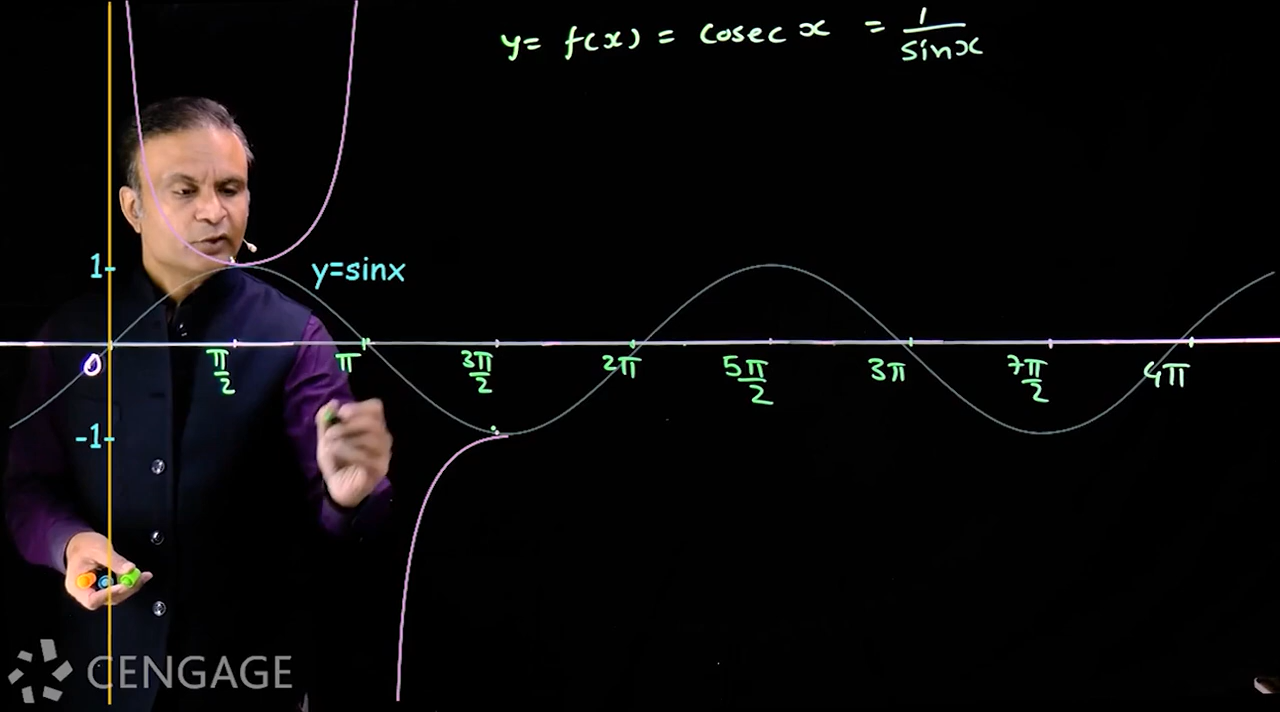 y = f(x) = cosec x = 1/sinx
1
y=sinx
0 π/2 π 3π/2 2π 5π/2 3π 7π/2 4π
-1
CENGAGE